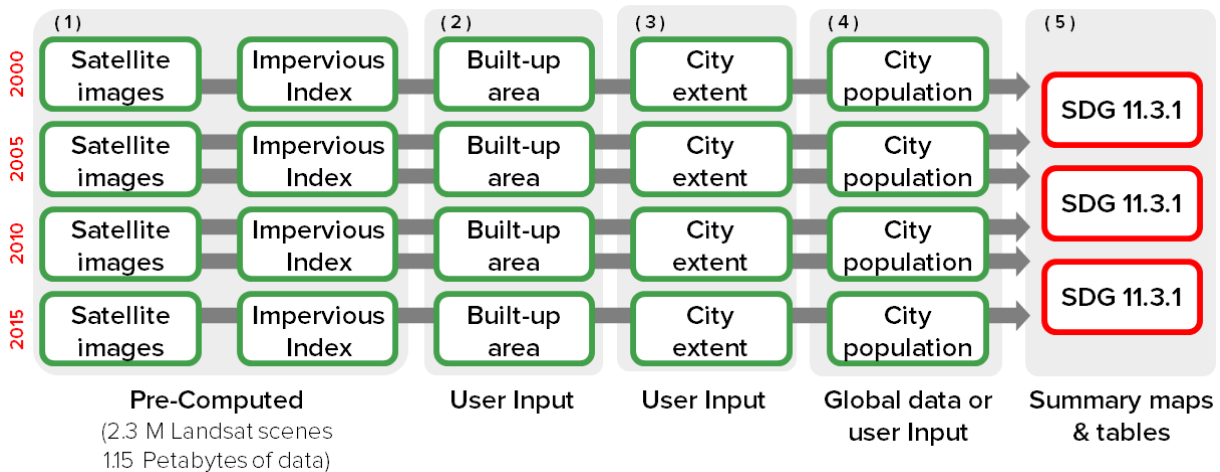 (1)
(2)
(3)
(4)
(5)
2000
Satellite
images
Impervious
Index
Built-up
area
City
extent
City
population
SDG 11.3.1
2005
Satellite
images
Impervious
Index
Built-up
area
City
extent
City
population
SDG 11.3.1
2010
Satellite
images
Impervious
Index
Built-up
area
City
extent
City
population
SDG 11.3.1
2015
Satellite
images
Impervious
Index
Built-up
area
City
extent
City
population
Pre-Computed
(2.3 M Landsat scenes
1.15 Petabytes of data)
User Input
User Input
Global data or
user Input
Summary maps
& tables